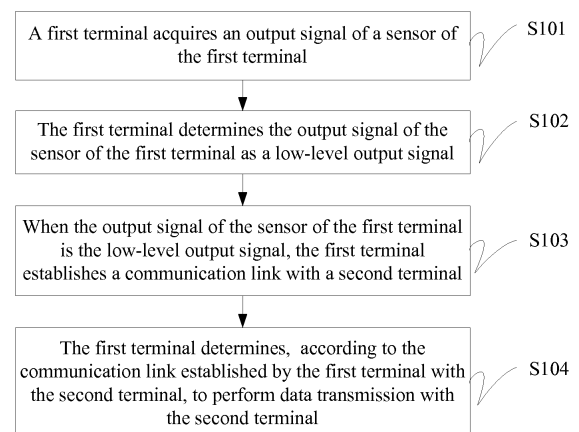 A first terminal acquires an output signal of a sensor of
the first terminal
S101
The first terminal determines the output signal of the
sensor of the first terminal as a low-level output signal
S102
When the output signal of the sensor of the first terminal
is the low-level output signal, the first terminal
establishes a communication link with a second terminal
S103
The first terminal determines, according to the
communication link established by the first terminal with
the second terminal, to perform data transmission with
the second terminal
S104